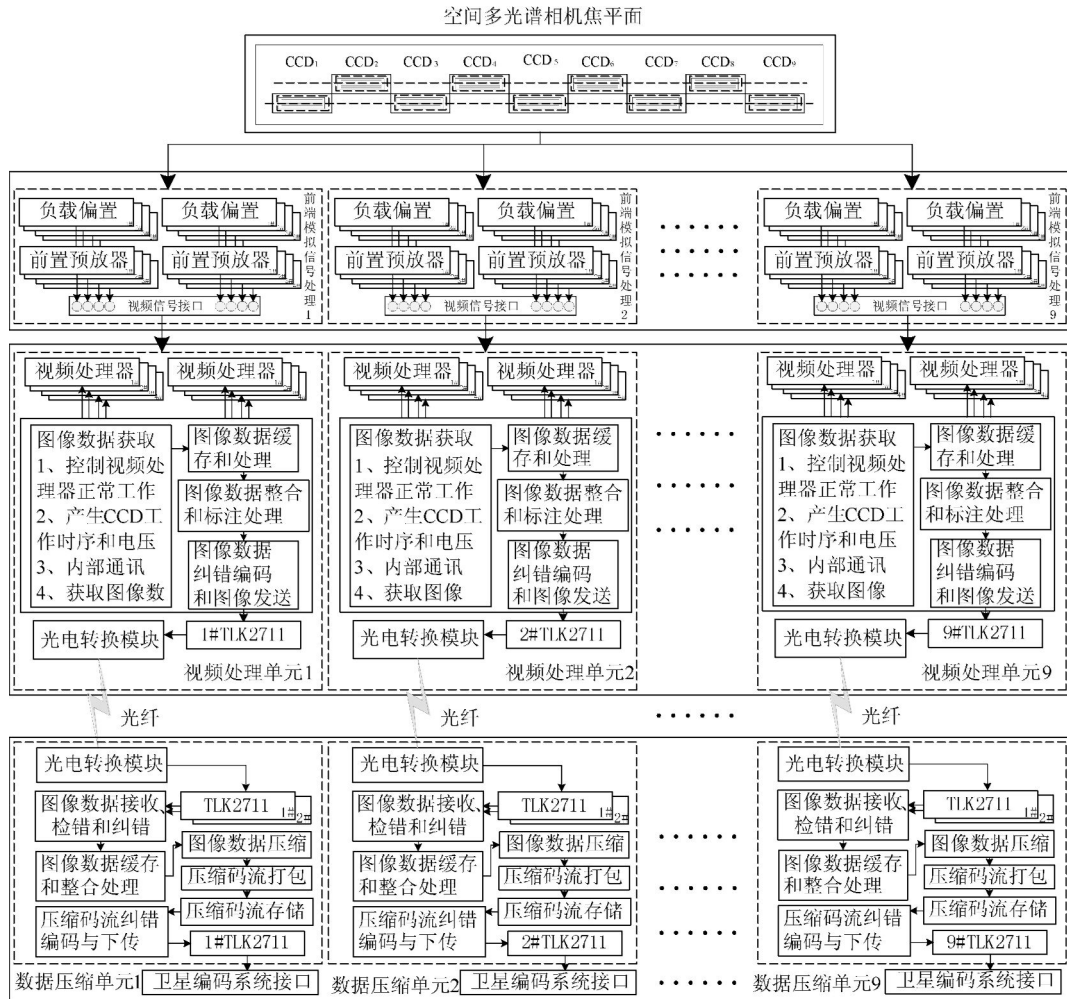 空间多光谱相机焦平面
CCD₁ CCD₂ CCD₃ CCD₄ CCD₅ CCD₆ CCD₇ CCD₈ CCD₉
负载偏置
负载偏置
前置预放器
前置预放器
视频信号接口
前端模拟信号处理1
负载偏置
负载偏置
前置预放器
前置预放器
视频信号接口
前端模拟信号处理2
负载偏置
负载偏置
前置预放器
前置预放器
视频信号接口
前端模拟信号处理9
视频处理器
视频处理器
图像数据获取
1、控制视频处
理器正常工作
2、产生CCD工
作时序和电压
3、内部通讯
4、获取图像数
图像数据缓
存和处理
图像数据整合
和标注处理
图像数据
纠错编码
和图像发送
光电转换模块
1#TLK2711
视频处理单元1
视频处理器
视频处理器
图像数据获取
1、控制视频处
理器正常工作
2、产生CCD工
作时序和电压
3、内部通讯
4、获取图像
图像数据缓
存和处理
图像数据整合
和标注处理
图像数据
纠错编码
和图像发送
光电转换模块
2#TLK2711
视频处理单元2
视频处理器
视频处理器
图像数据获取
1、控制视频处
理器正常工作
2、产生CCD工
作时序和电压
3、内部通讯
4、获取图像
图像数据缓
存和处理
图像数据整合
和标注处理
图像数据
纠错编码
和图像发送
光电转换模块
9#TLK2711
视频处理单元9
光纤
光纤
光纤
光电转换模块
TLK2711
1#
2#
图像数据接收、
检错和纠错
图像数据缓存
和整合处理
图像数据压缩
压缩码流打包
压缩码流存储
压缩码流纠错
编码与下传
1#TLK2711
数据压缩单元1
卫星编码系统接口
光电转换模块
TLK2711
1#
2#
图像数据接收、
检错和纠错
图像数据缓存
和整合处理
图像数据压缩
压缩码流打包
压缩码流存储
压缩码流纠错
编码与下传
2#TLK2711
数据压缩单元2
卫星编码系统接口
光电转换模块
TLK2711
1#
2#
图像数据接收、
检错和纠错
图像数据缓存
和整合处理
图像数据压缩
压缩码流打包
压缩码流存储
压缩码流纠错
编码与下传
9#TLK2711
数据压缩单元9
卫星编码系统接口